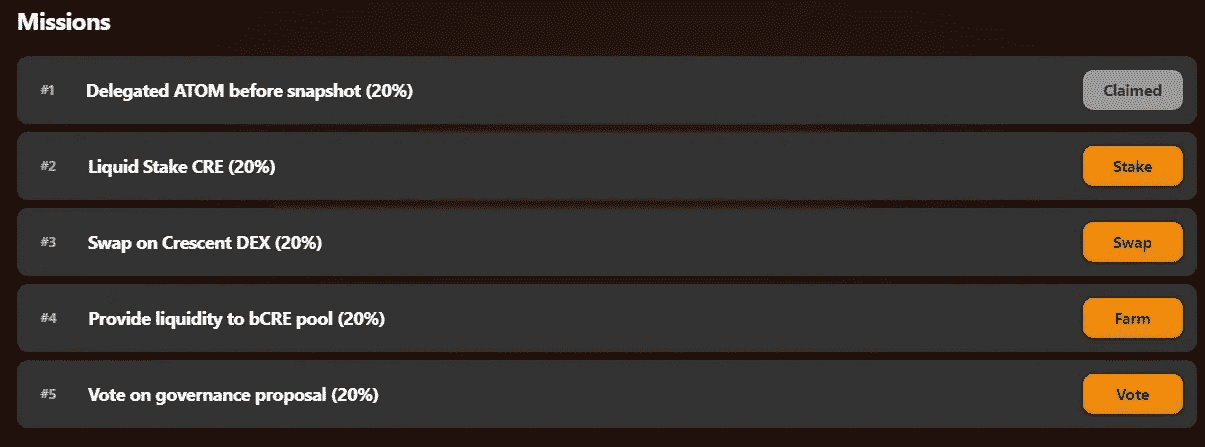 Missions
#1 Delegated ATOM before snapshot (20%) Claimed
#2 Liquid Stake CRE (20%) Stake
#3 Swap on Crescent DEX (20%) Swap
#4 Provide liquidity to bCRE pool (20%) Farm
#5 Vote on governance proposal (20%) Vote